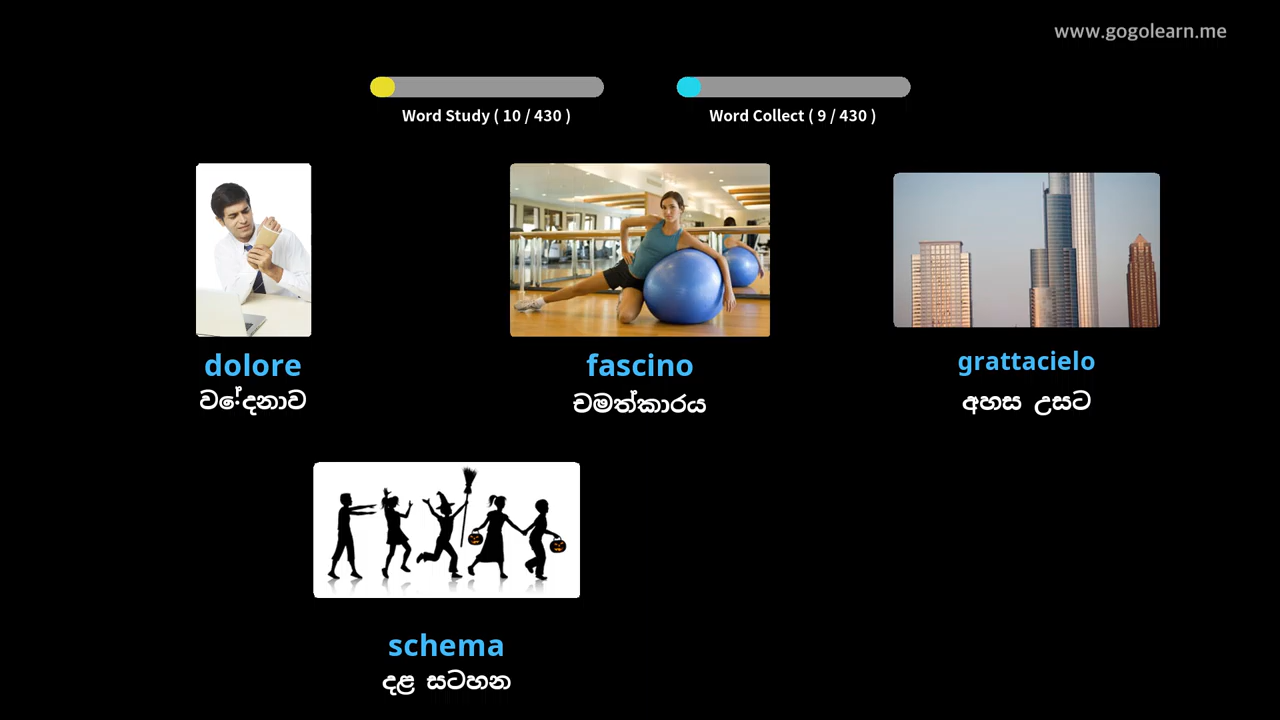 www.gogolearn.me
Word Study ( 10 / 430 )
Word Collect ( 9 / 430 )
dolore
වේදනාව
fascino
චමත්කාරය
grattacielo
අහස උසට
schema
දළ සටහන